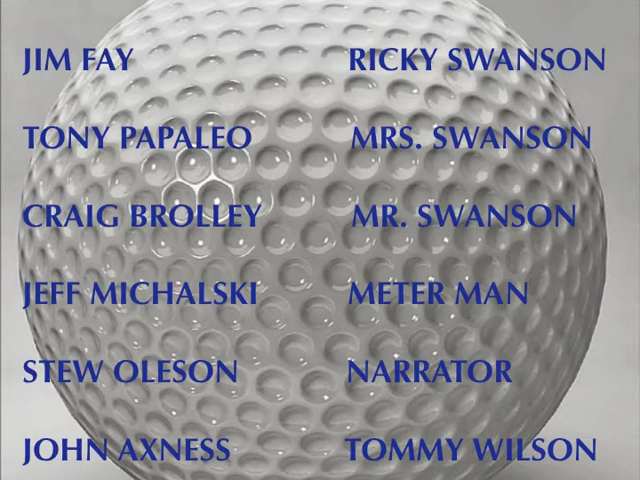 JIM FAY RICKY SWANSON
TONY PAPALEO MRS. SWANSON
CRAIG BROLLEY MR. SWANSON
JEFF MICHALSKI METER MAN
STEW OLESON NARRATOR
JOHN AXNESS TOMMY WILSON